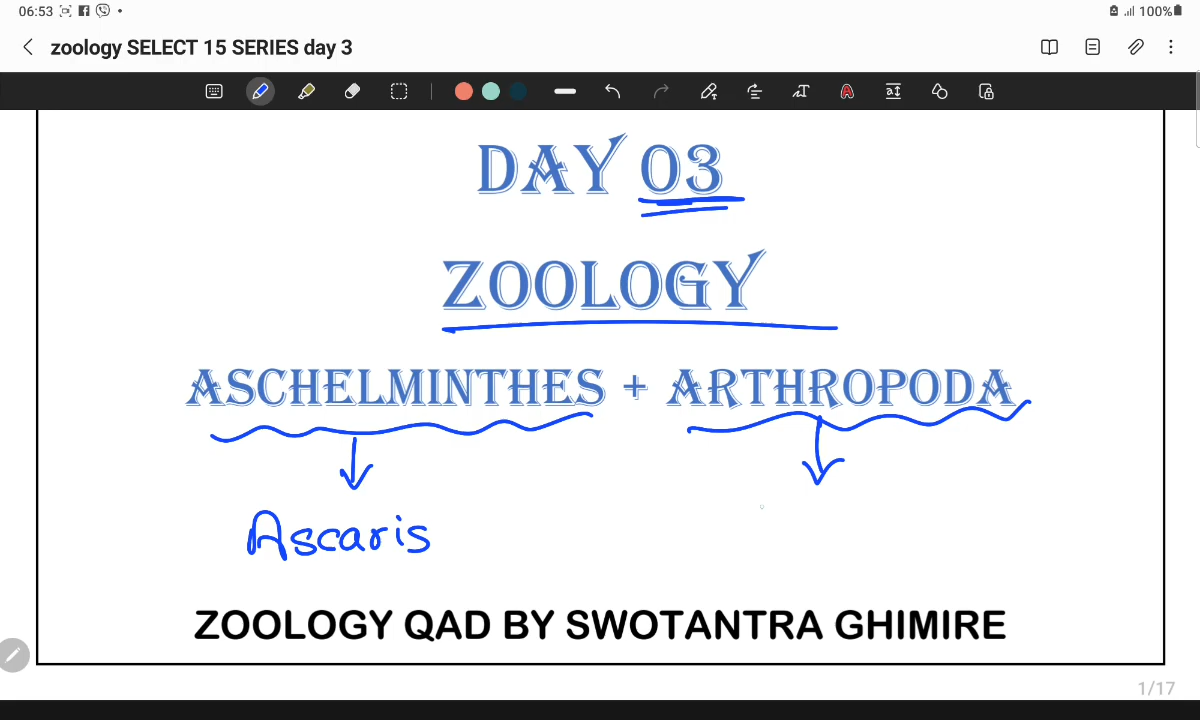 06:53
100%
zoology SELECT 15 SERIES day 3
DAY 03
ZOOLOGY
ASCHELMINTHES + ARTHROPODA
Ascaris
ZOOLOGY QAD BY SWOTANTRA GHIMIRE
1/17